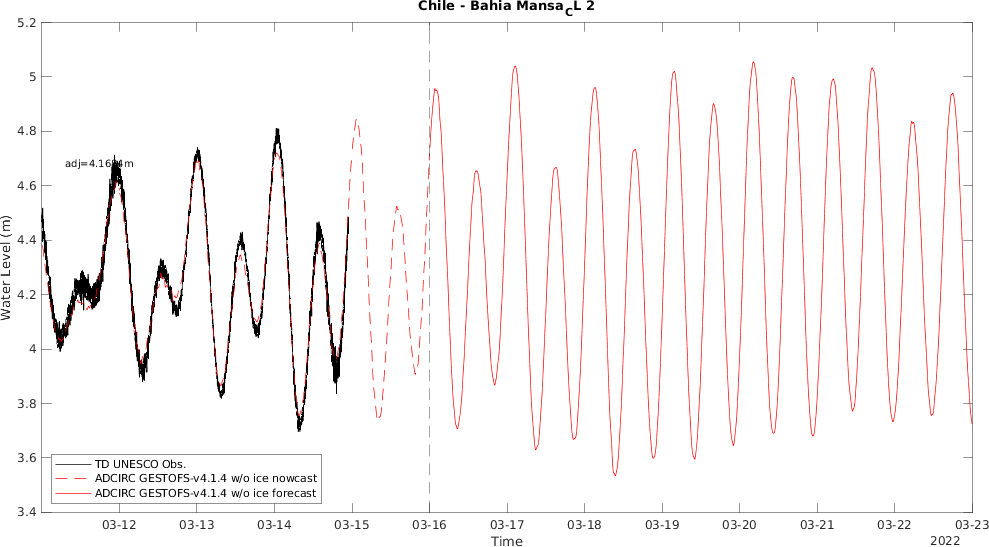 Chile - Bahia Mansa_CL 2
5.2
5
4.8
4.6
4.4
4.2
4
3.8
3.6
3.4
Water Level (m)
TD UNESCO Obs.
ADCIRC GESTOFS-v4.1.4 w/o ice nowcast
ADCIRC GESTOFS-v4.1.4 w/o ice forecast
03-12 03-13 03-14 03-15 03-16 03-17 03-18 03-19 03-20 03-21 03-22 03-23
Time
2022